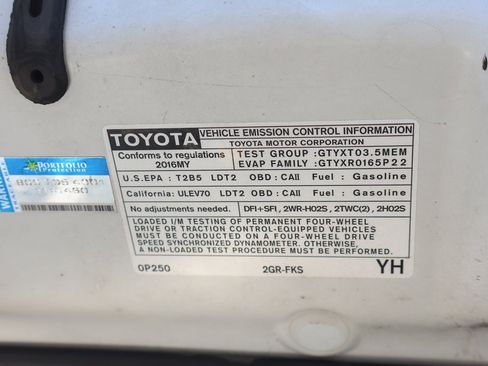 TOYOTA
VEHICLE EMISSION CONTROL INFORMATION
TOYOTA MOTOR CORPORATION
Conforms to regulations
2016MY
TEST GROUP : GTYXT03.5MEM
EVAP FAMILY : GTYXR0165P22
U.S.EPA : T2B5 LDT2 OBD : CAII Fuel : Gasoline
California: ULEV70 LDT2 OBD : CAII Fuel : Gasoline
No adjustments needed.
DFI+SFI , 2WR-HO2S , 2TWC(2) , 2HO2S
LOADED I/M TESTING OF PERMANENT FOUR-WHEEL
DRIVE OR TRACTION CONTROL-EQUIPPED VEHICLES
MUST BE CONDUCTED ON A FOUR-WHEEL DRIVE
SPEED SYNCHRONIZED DYNAMOMETER. OTHERWISE,
A NON-LOADED TEST PROCEDURE MUST BE PERFORMED.
0P250 2GR-FKS YH
PORTFOLIO
Protection